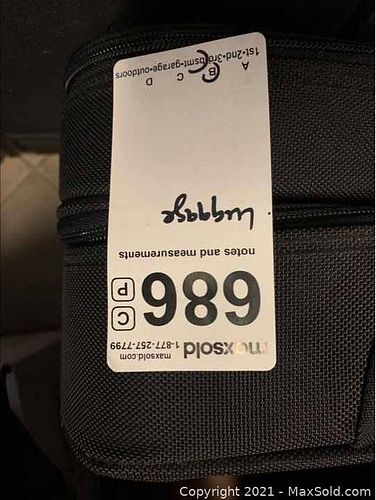 maxsold 1-877-257-7799
maxsold.com
989 C P
notes and measurements
Luggage
1st•2nd•3rd•bsmt•garage•outdoors
A B C D
Copyright 2021 - MaxSold.com